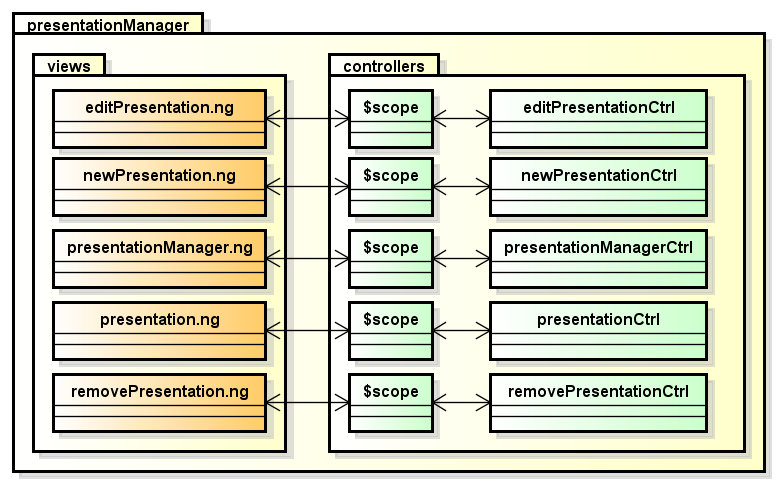 presentationManager
views
controllers
editPresentation.ng
$scope
editPresentationCtrl
newPresentation.ng
$scope
newPresentationCtrl
presentationManager.ng
$scope
presentationManagerCtrl
presentation.ng
$scope
presentationCtrl
removePresentation.ng
$scope
removePresentationCtrl